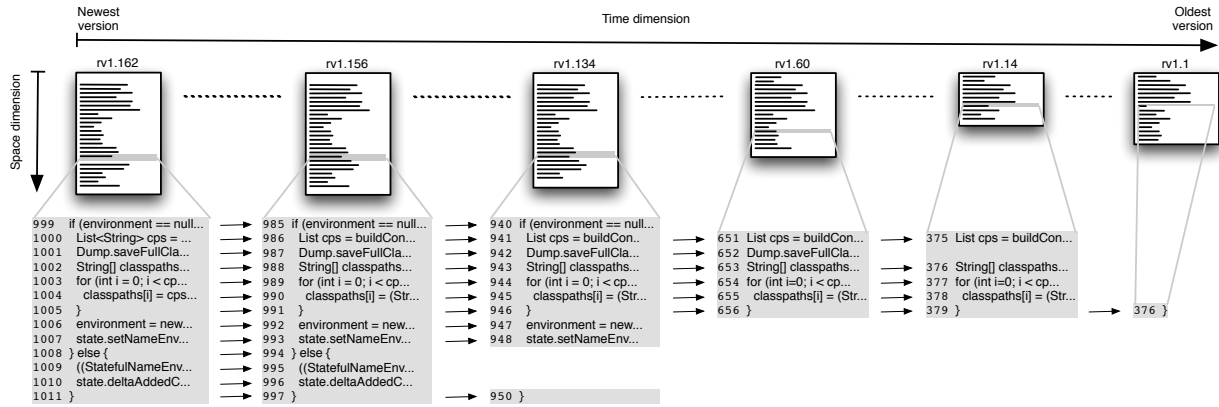 Newest version
Time dimension
Oldest version
Space dimension
rv1.162
rv1.156
rv1.134
rv1.60
rv1.14
rv1.1
999 if (environment == null...
1000 List<String> cps = ...
1001 Dump.saveFullCla...
1002 String[] classpaths...
1003 for (int i = 0; i < cp...
1004 classpaths[i] = cps...
1005 }
1006 environment = new...
1007 state.setNameEnv...
1008 } else {
1009 ((StatefulNameEnv...
1010 state.deltaAddedC...
1011 }
985 if (environment == null...
986 List cps = buildCon...
987 Dump.saveFullCla...
988 String[] classpaths...
989 for (int i = 0; i < cp...
990 classpaths[i] = (Str...
991 }
992 environment = new...
993 state.setNameEnv...
994 } else {
995 ((StatefulNameEnv...
996 state.deltaAddedC...
997 }
940 if (environment == null...
941 List cps = buildCon..
942 Dump.saveFullCla...
943 String[] classpaths...
944 for (int i = 0; i < cp...
945 classpaths[i] = (Str...
946 }
947 environment = new...
948 state.setNameEnv...
950 }
651 List cps = buildCon...
652 Dump.saveFullCla...
653 String[] classpaths...
654 for (int i=0; i < cp...
655 classpaths[i] = (Str...
656 }
375 List cps = buildCon...
376 String[] classpaths...
377 for (int i=0; i < cp...
378 classpaths[i] = (Str...
379 }
376 }